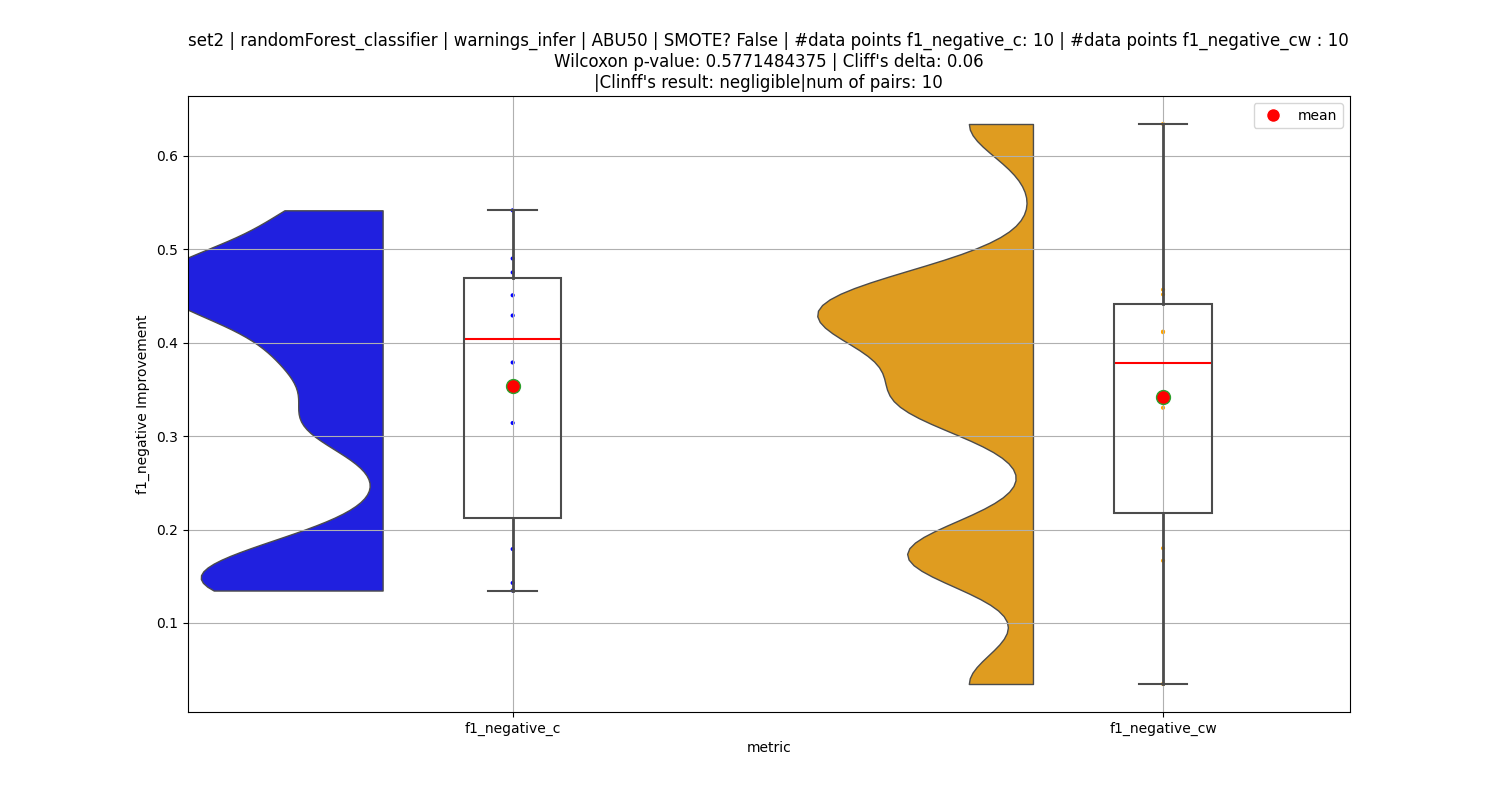 set2 | randomForest_classifier | warnings_infer | ABU50 | SMOTE? False | #data points f1_negative_c: 10 | #data points f1_negative_cw : 10
Wilcoxon p-value: 0.5771484375 | Cliff's delta: 0.06
|Clinff's result: negligible|num of pairs: 10
mean
0.6
0.5
0.4
0.3
0.2
0.1
f1_negative Improvement
f1_negative_c
f1_negative_cw
metric